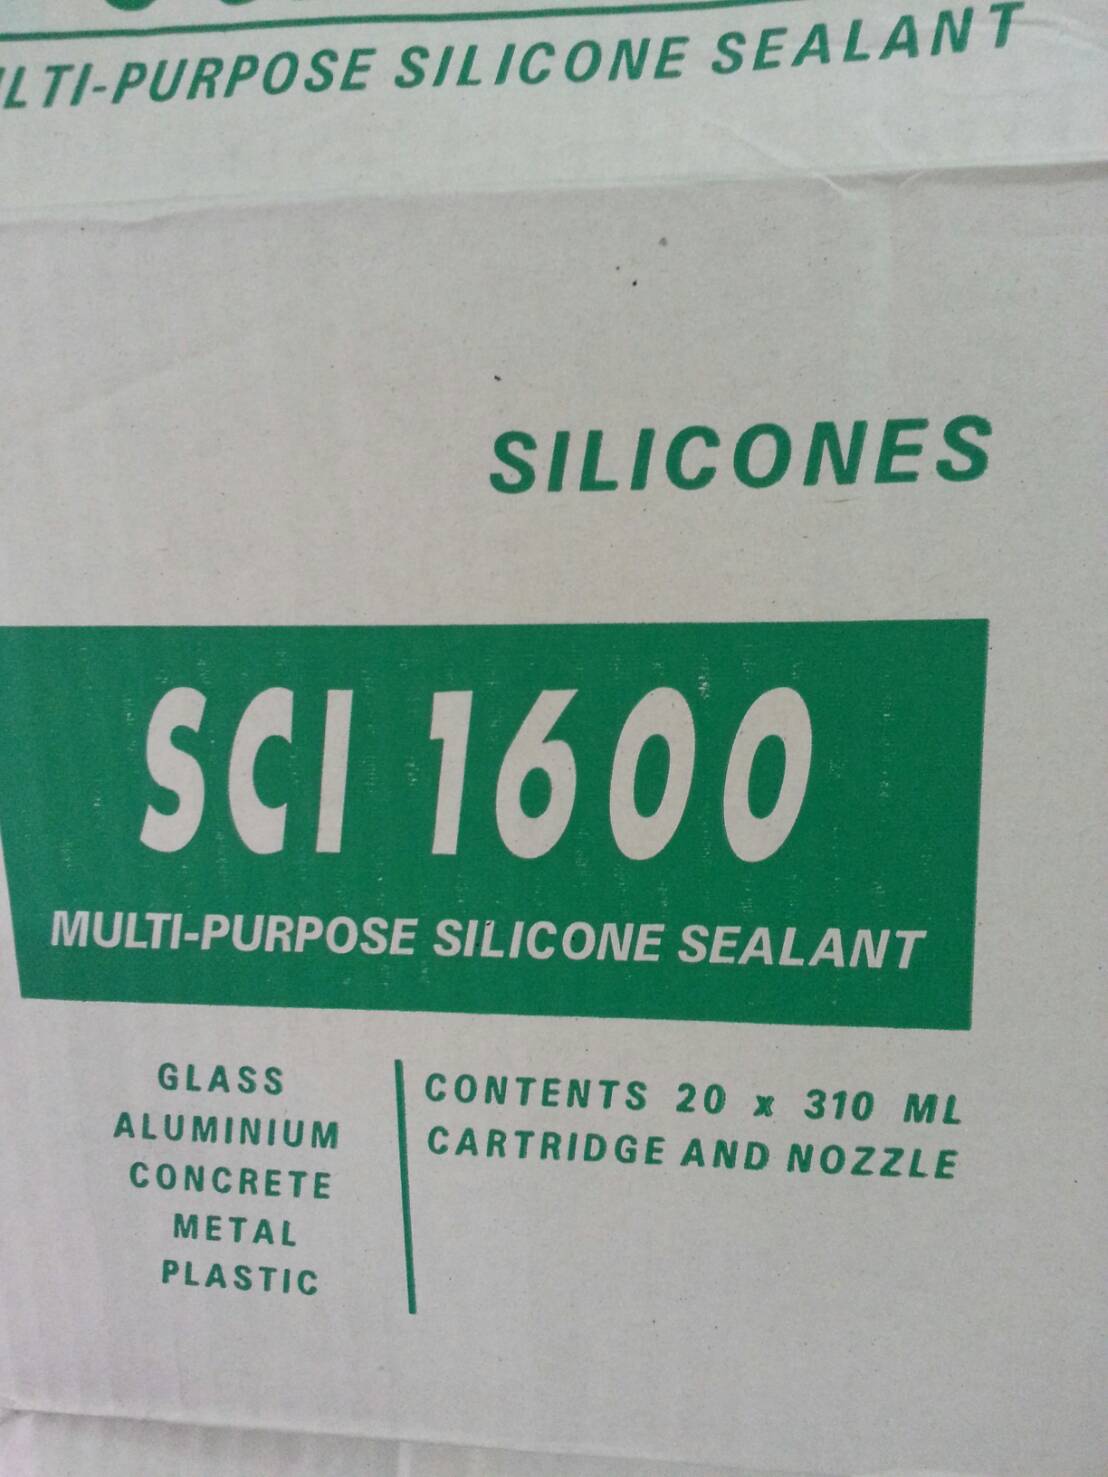 LTI-PURPOSE SILICONE SEALANT
SILICONES
SCI 1600
MULTI-PURPOSE SILICONE SEALANT
GLASS
ALUMINIUM
CONCRETE
METAL
PLASTIC
CONTENTS 20 x 310 ML
CARTRIDGE AND NOZZLE